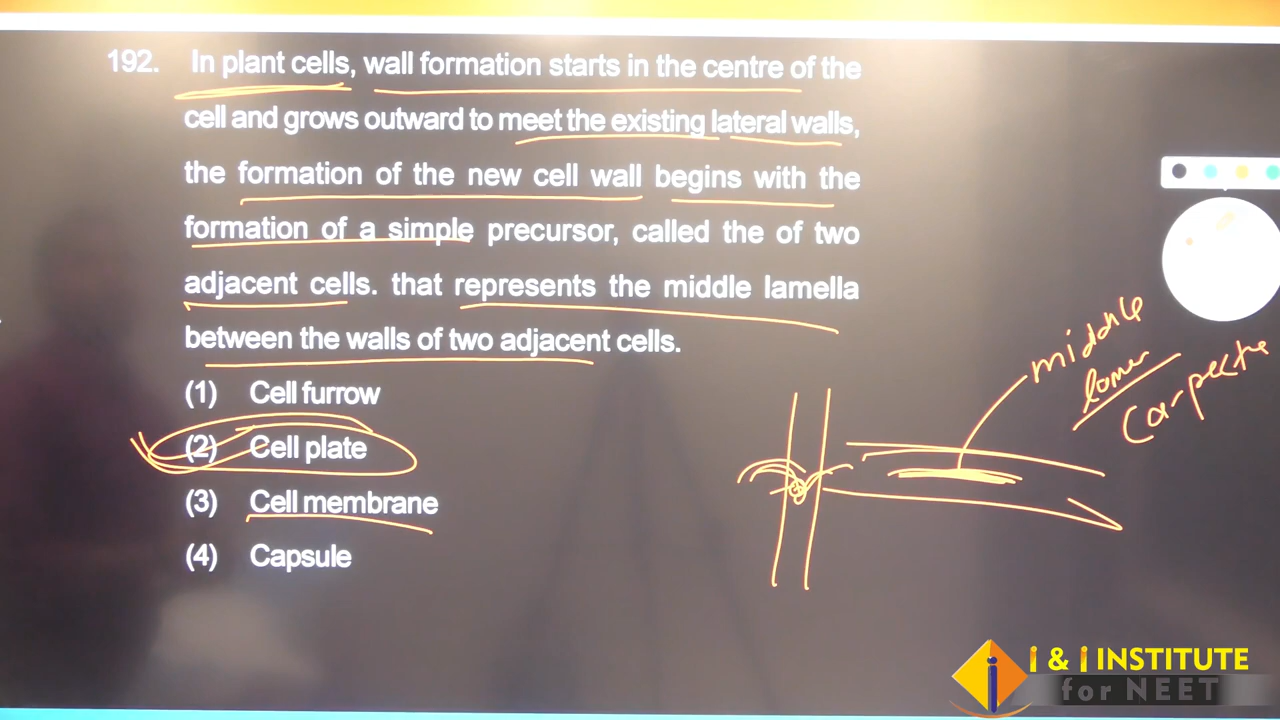 192. In plant cells, wall formation starts in the centre of the
cell and grows outward to meet the existing lateral walls,
the formation of the new cell wall begins with the
formation of a simple precursor, called the of two
adjacent cells. that represents the middle lamella
between the walls of two adjacent cells.
(1) Cell furrow
(2) Cell plate
(3) Cell membrane
(4) Capsule
middle
i & i INSTITUTE
for NEET